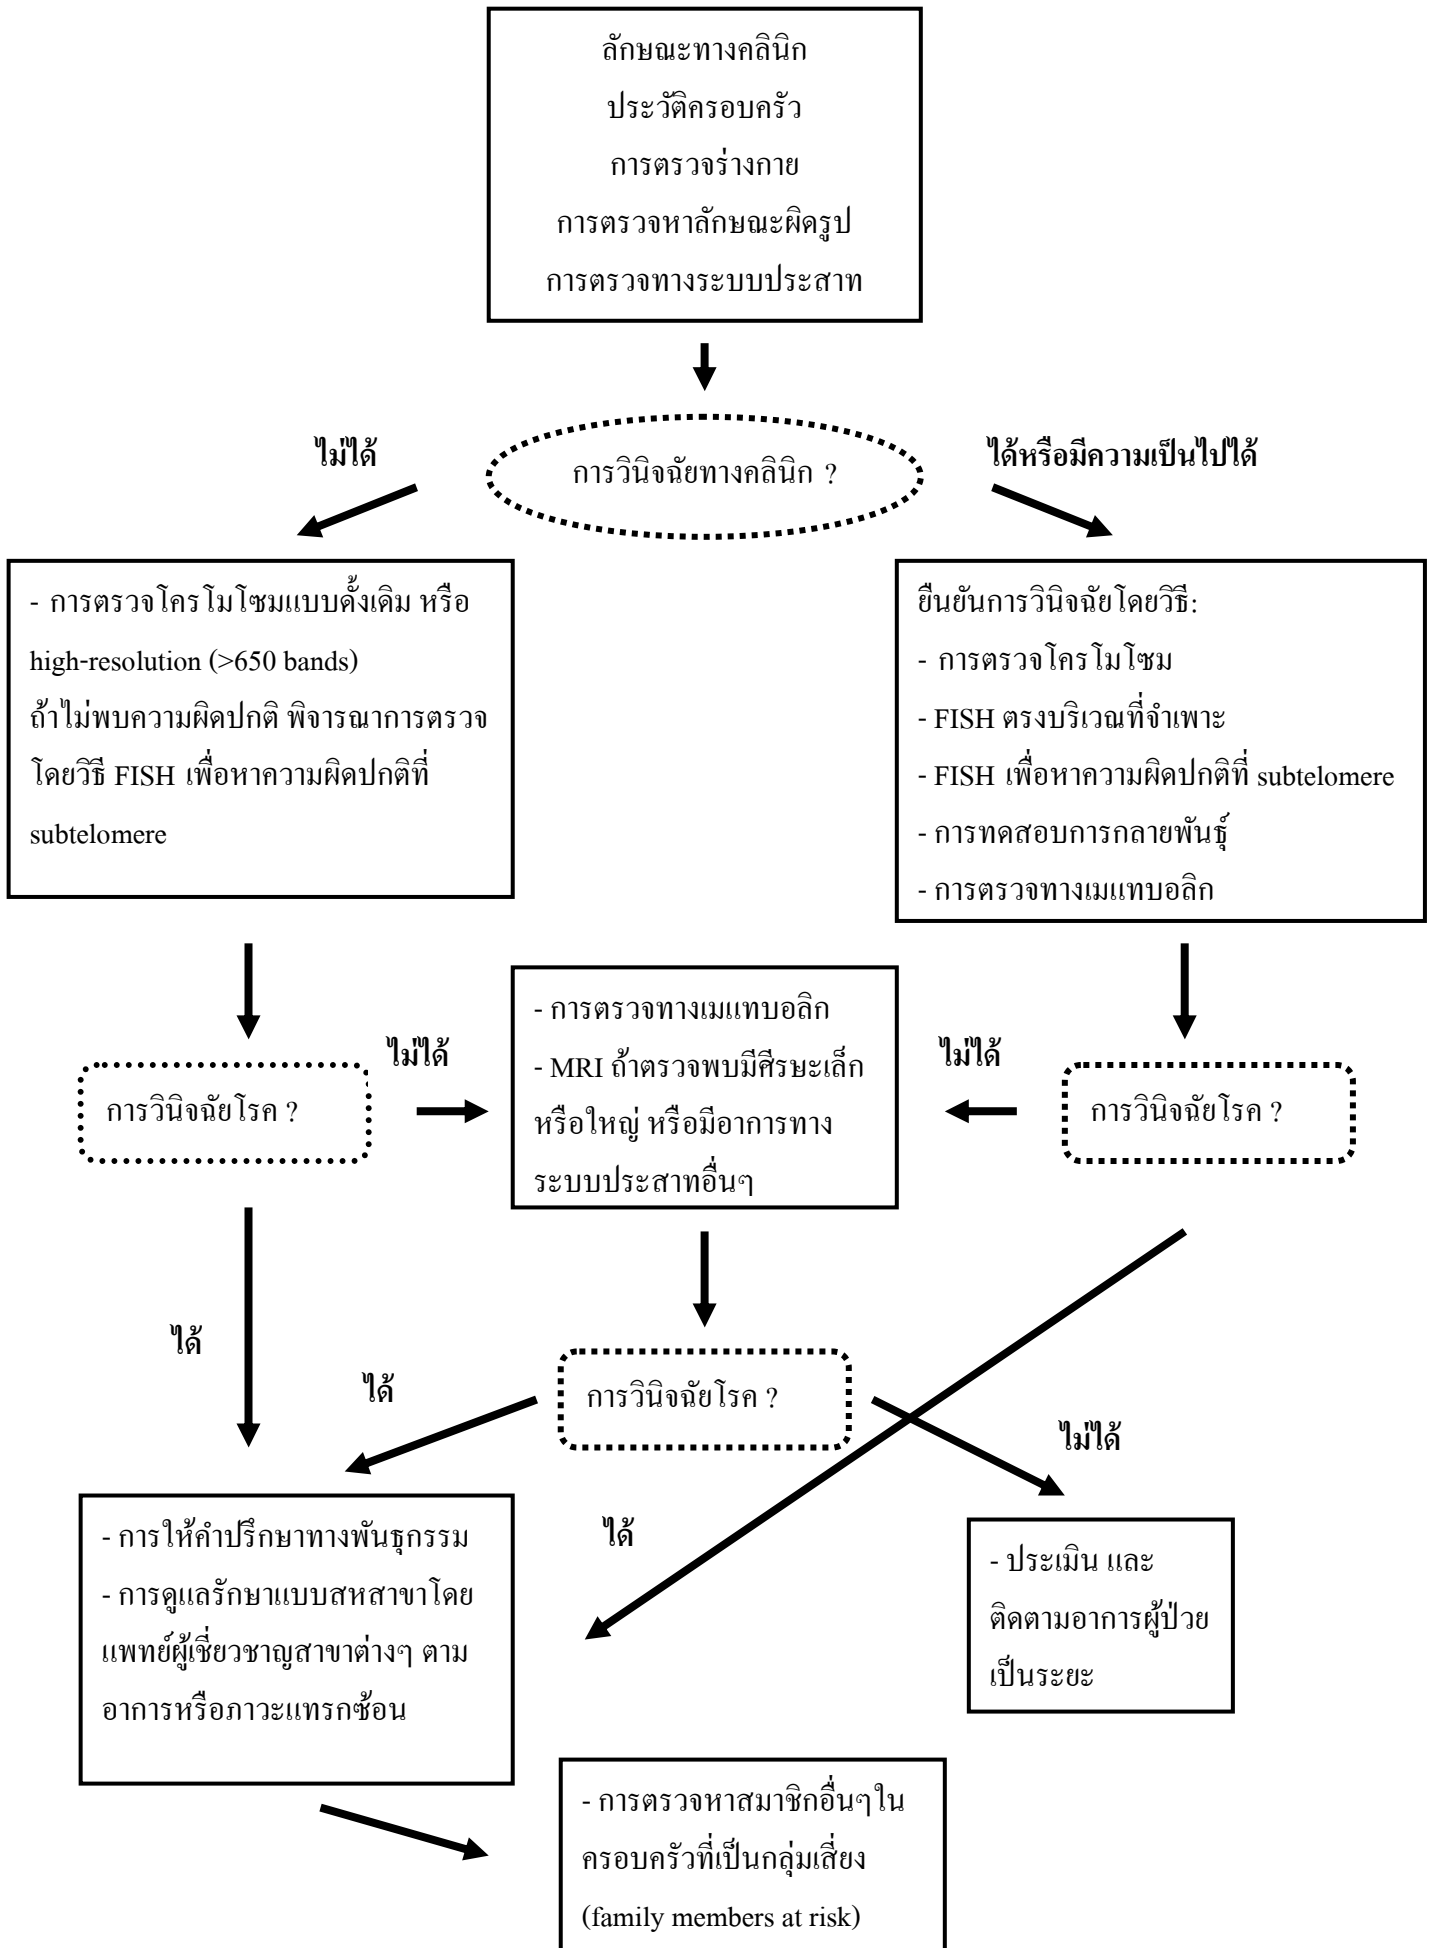 ลักษณะทางคลินิก
ประวัติครอบครัว
การตรวจร่างกาย
การตรวจหาลักษณะผิดรูป
การตรวจทางระบบประสาท
ไม่ได้
การวินิจฉัยทางคลินิก ?
ได้หรือมีความเป็นไปได้
- การตรวจโครโมโซมแบบดั้งเดิม หรือ
high-resolution (>650 bands)
ถ้าไม่พบความผิดปกติ พิจารณาการตรวจ
โดยวิธี FISH เพื่อหาความผิดปกติที่
subtelomere
ยืนยันการวินิจฉัยโดยวิธี:
- การตรวจโครโมโซม
- FISH ตรงบริเวณที่จำเพาะ
- FISH เพื่อหาความผิดปกติที่ subtelomere
- การทดสอบการกลายพันธุ์
- การตรวจทางเมแทบอลิก
- การตรวจทางเมแทบอลิก
- MRI ถ้าตรวจพบมีศีรษะเล็ก
หรือใหญ่ หรือมีอาการทาง
ระบบประสาทอื่นๆ
ไม่ได้
ไม่ได้
การวินิจฉัยโรค ?
การวินิจฉัยโรค ?
ได้
ได้
การวินิจฉัยโรค ?
ไม่ได้
- การให้คำปรึกษาทางพันธุกรรม
- การดูแลรักษาแบบสหสาขาโดย
แพทย์ผู้เชี่ยวชาญสาขาต่างๆ ตาม
อาการหรือภาวะแทรกซ้อน
ได้
- ประเมิน และ
ติดตามอาการผู้ป่วย
เป็นระยะ
- การตรวจหาสมาชิกอื่นๆใน
ครอบครัวที่เป็นกลุ่มเสี่ยง
(family members at risk)